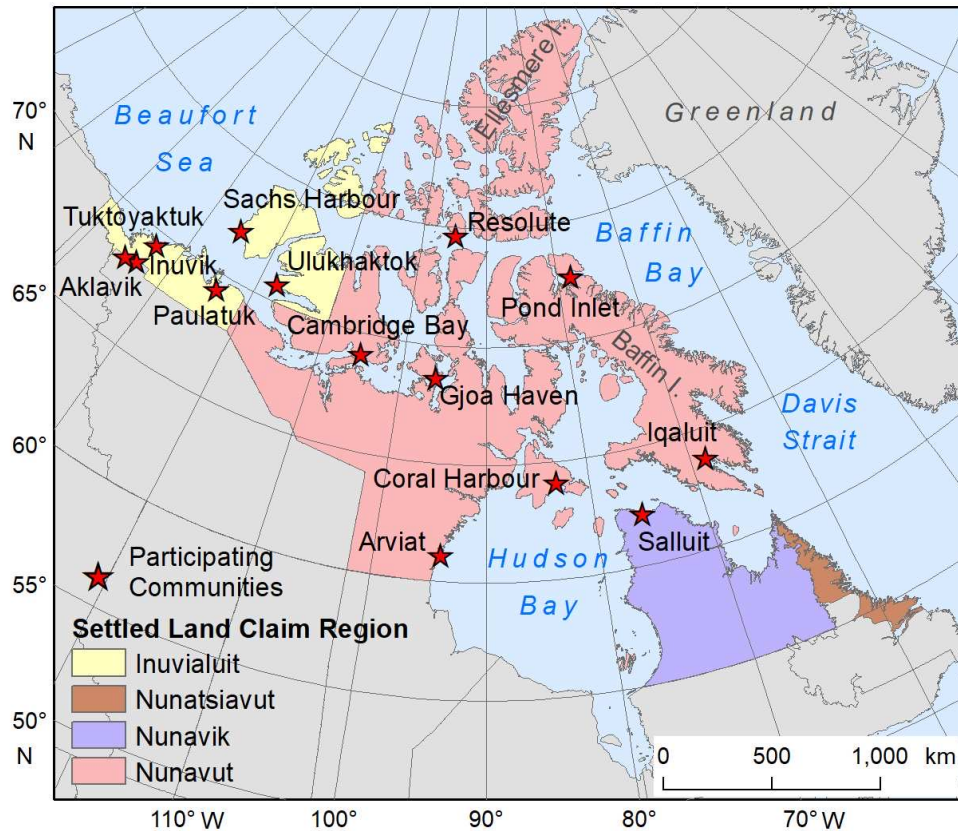 70°
N
65°
60°
55°
50°
N
Beaufort
Sea
Ellesmere I.
Greenland
Sachs Harbour
Tuktoyaktuk
Resolute
Baffin
Bay
Inuvik
Ulukhaktok
Aklavik
Paulatuk
Pond Inlet
Cambridge Bay
Baffin I.
Gjoa Haven
Davis
Strait
Iqaluit
Coral Harbour
Arviat
Salluit
Hudson
Bay
Participating
Communities
Settled Land Claim Region
Inuvialuit
Nunatsiavut
Nunavik
Nunavut
0 500 1,000 km
110° W 100° 90° 80° 70° W